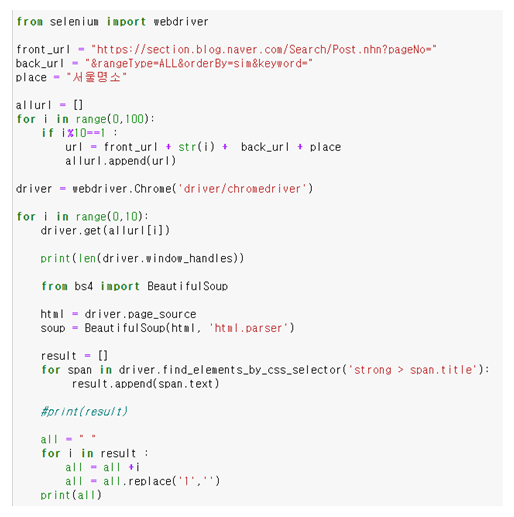 from selenium import webdriver
front_url = "https://section.blog.naver.com/Search/Post.nhn?pageNo="
back_url = "&rangeType=ALL&orderBy=sim&keyword="
place = "서울명소"
allurl = []
for i in range(0,100):
    if i%10==1 :
        url = front_url + str(i) +  back_url + place
        allurl.append(url)
driver = webdriver.Chrome('driver/chromedriver')
for i in range(0,10):
    driver.get(allurl[i])
    print(len(driver.window_handles))
    from bs4 import BeautifulSoup
    html = driver.page_source
    soup = BeautifulSoup(html, 'html.parser')
    result = []
    for span in driver.find_elements_by_css_selector('strong > span.title'):
         result.append(span.text)
    #print(result)
    all = " "
    for i in result :
        all = all +i
        all = all.replace('1','')
    print(all)